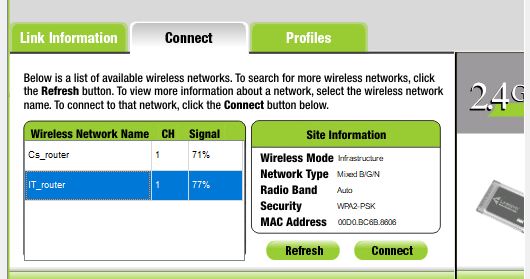 Link Information Connect Profiles
Below is a list of available wireless networks. To search for more wireless networks, click
the Refresh button. To view more information about a network, select the wireless network
name. To connect to that network, click the Connect button below.
Wireless Network Name CH Signal
Cs_router 1 71%
IT_router 1 77%
Site Information
Wireless Mode Infrastructure
Network Type Mixed B/G/N
Radio Band Auto
Security WPA2-PSK
MAC Address 00D0.BC6B.8606
Refresh Connect
2.4G